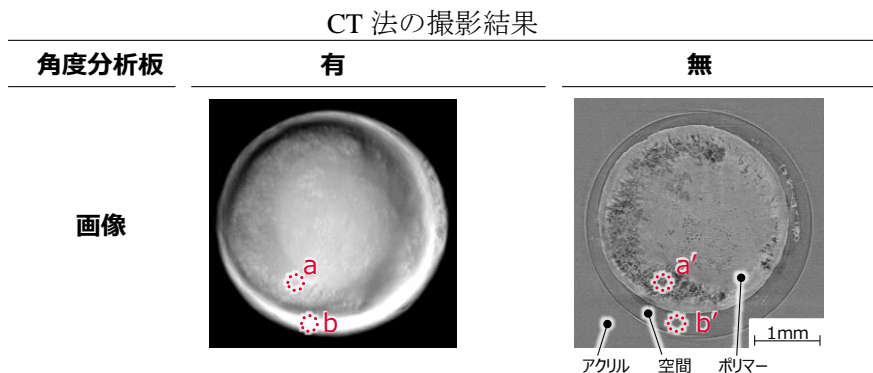 CT 法の撮影結果
角度分析板 有 無
画像
a
b
a′
b′
1mm
アクリル 空間 ポリマー